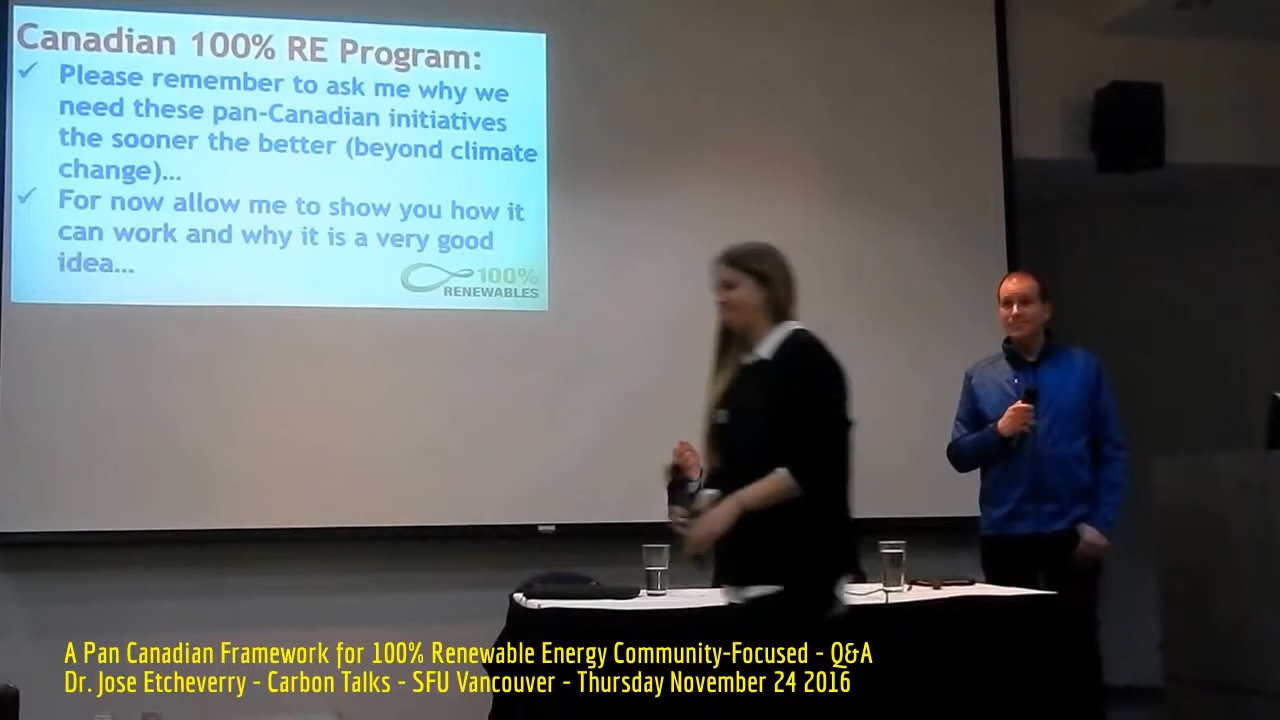 Canadian 100% RE Program:
✓ Please remember to ask me why we
need these pan-Canadian initiatives
the sooner the better (beyond climate
change)...
✓ For now allow me to show you how it
can work and why it is a very good
idea...
100%
RENEWABLES
A Pan Canadian Framework for 100% Renewable Energy Community-Focused - Q&A
Dr. Jose Etcheverry - Carbon Talks - SFU Vancouver - Thursday November 24 2016